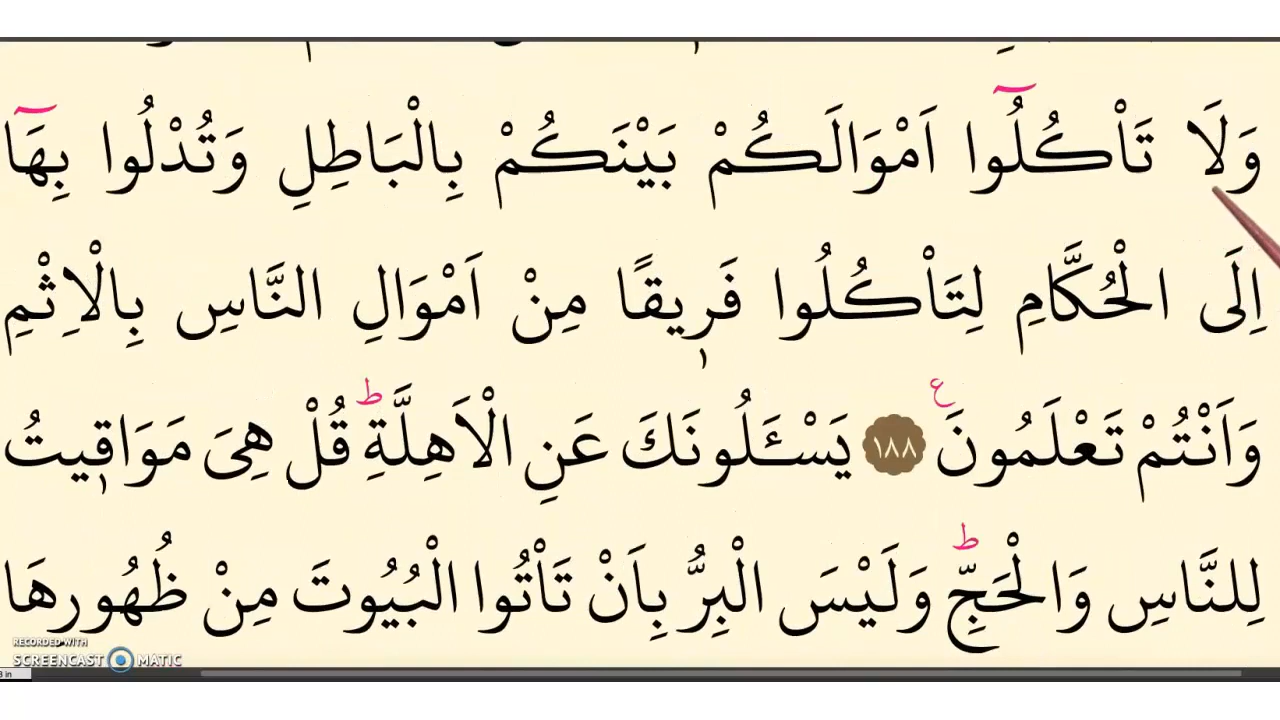 وَلَا تَاْكُلُٓوا اَمْوَالَكُمْ بَيْنَكُمْ بِالْبَاطِلِ وَتُدْلُوا بِهَٓا
اِلَى الْحُكَّامِ لِتَاْكُلُوا فَرِيقًا مِنْ اَمْوَالِ النَّاسِ بِالْاِثْمِ
وَاَنْتُمْ تَعْلَمُونَ ع ١٨٨ يَسْـَٔلُونَكَ عَنِ الْاَهِلَّةِ ط قُلْ هِىَ مَوَاقِيتُ
لِلنَّاسِ وَالْحَجِّ ط وَلَيْسَ الْبِرُّ بِاَنْ تَاْتُوا الْبُيُوتَ مِنْ ظُهُورِهَا
RECORDED WITH
SCREENCAST MATIC